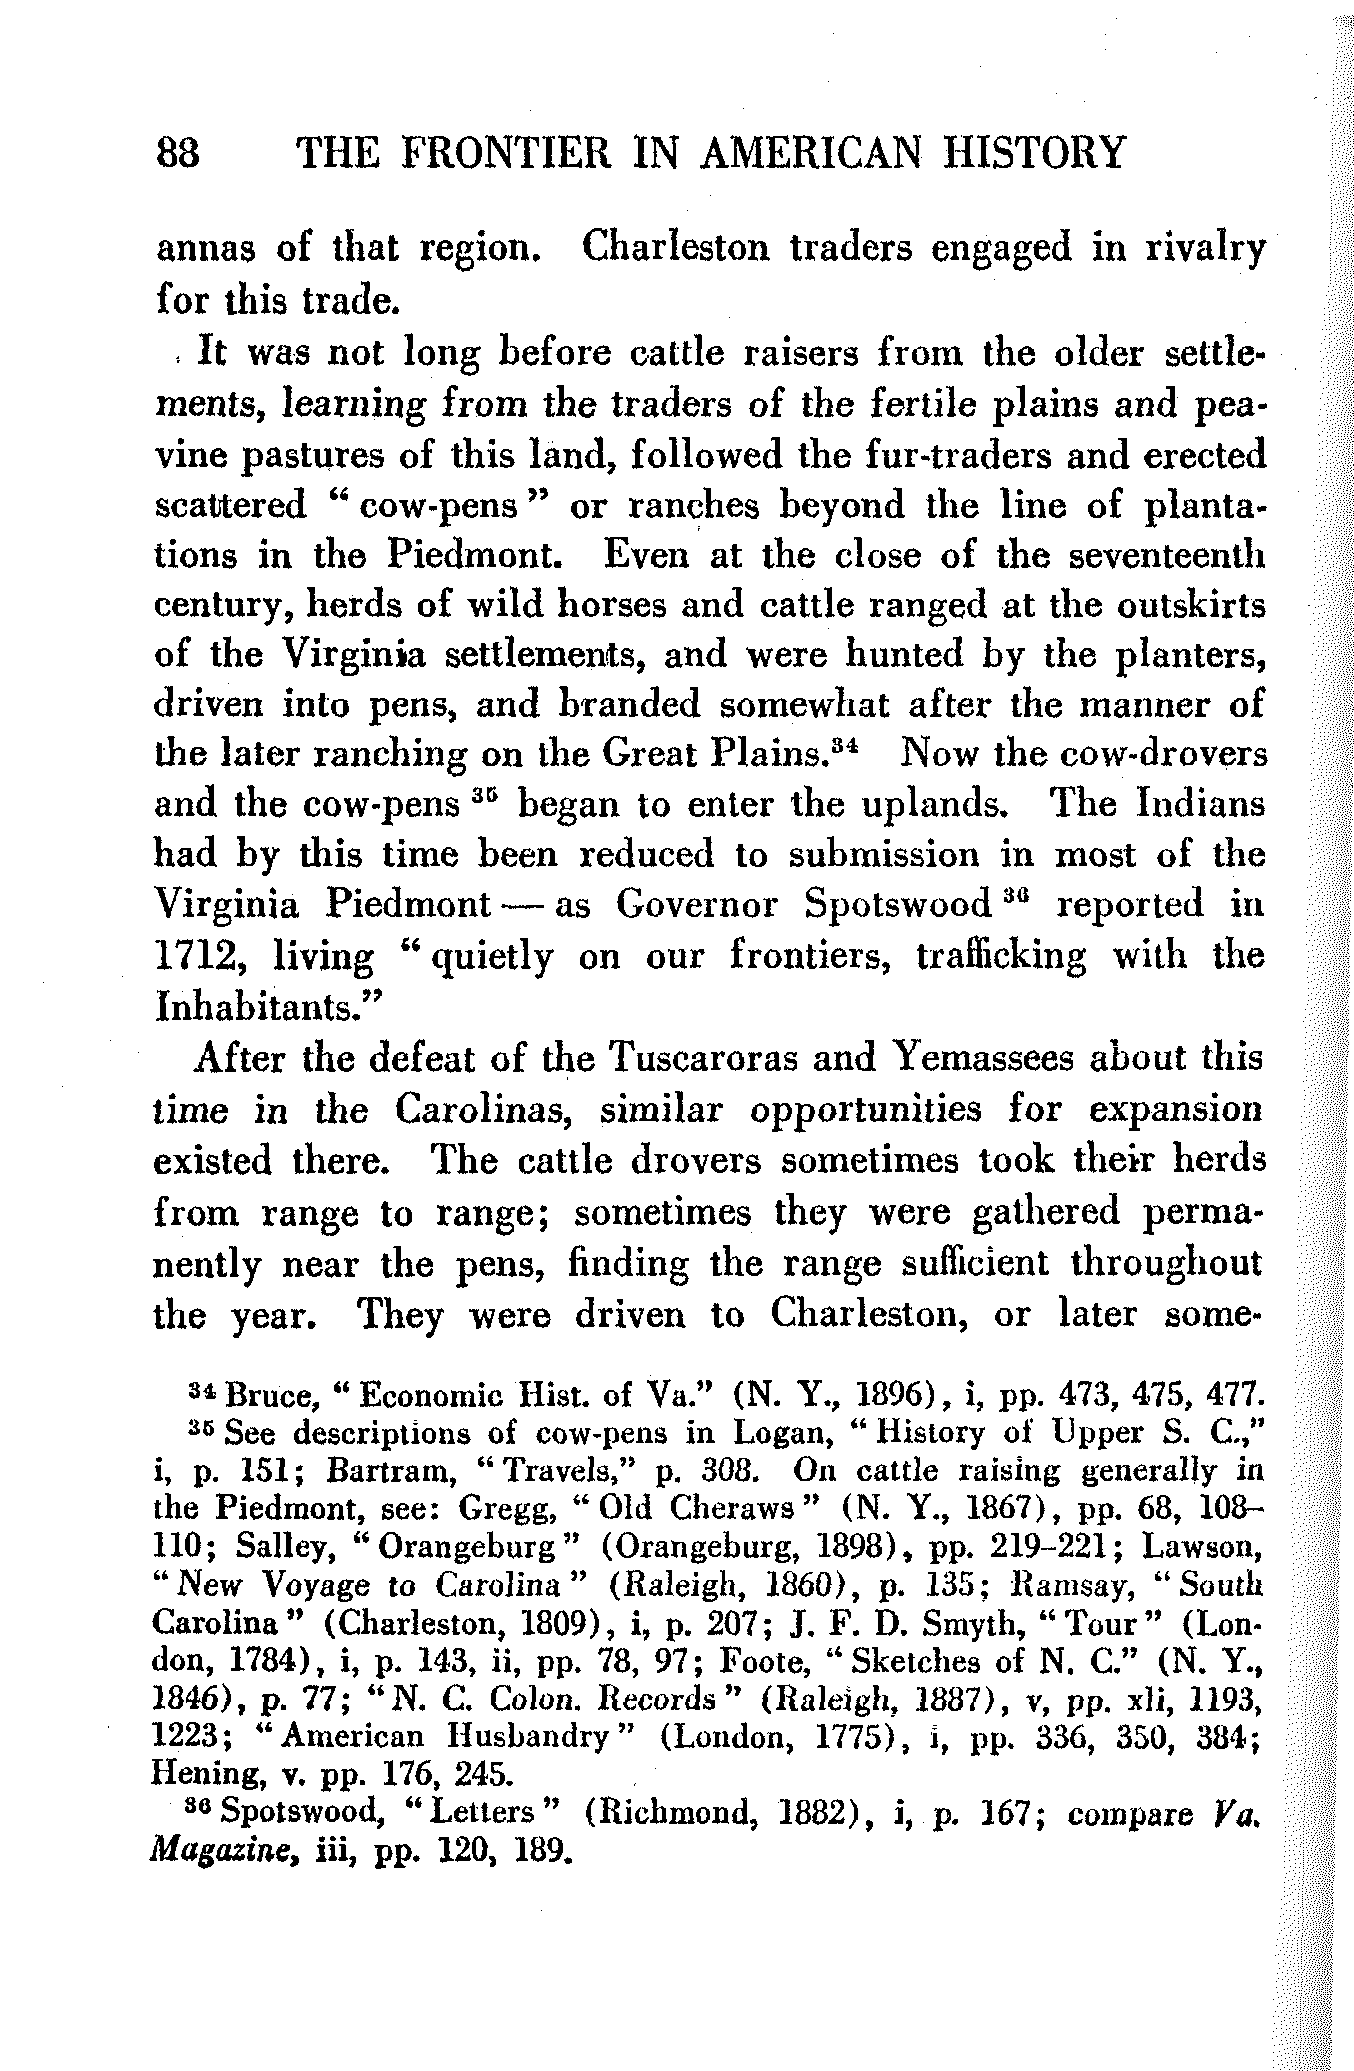 88 THE FRONTIER IN AMERICAN HISTORY
annas of that region. Charleston traders engaged in rivalry
for this trade.
It was not long before cattle raisers from the older settle-
ments, learning from the traders of the fertile plains and pea-
vine pastures of this land, followed the fur-traders and erected
scattered “ cow-pens ” or ranches beyond the line of planta-
tions in the Piedmont. Even at the close of the seventeenth
century, herds of wild horses and cattle ranged at the outskirts
of the Virginia settlements, and were hunted by the planters,
driven into pens, and branded somewhat after the manner of
the later ranching on the Great Plains.³⁴ Now the cow-drovers
and the cow-pens ³⁵ began to enter the uplands. The Indians
had by this time been reduced to submission in most of the
Virginia Piedmont — as Governor Spotswood ³⁶ reported in
1712, living “ quietly on our frontiers, trafficking with the
Inhabitants.”
After the defeat of the Tuscaroras and Yemassees about this
time in the Carolinas, similar opportunities for expansion
existed there. The cattle drovers sometimes took their herds
from range to range; sometimes they were gathered perma-
nently near the pens, finding the range sufficient throughout
the year. They were driven to Charleston, or later some-
³⁴ Bruce, “ Economic Hist. of Va.” (N. Y., 1896), i, pp. 473, 475, 477.
³⁵ See descriptions of cow-pens in Logan, “ History of Upper S. C.,”
i, p. 151; Bartram, “ Travels,” p. 308. On cattle raising generally in
the Piedmont, see: Gregg, “ Old Cheraws ” (N. Y., 1867), pp. 68, 108–
110; Salley, “ Orangeburg ” (Orangeburg, 1898), pp. 219–221; Lawson,
“ New Voyage to Carolina ” (Raleigh, 1860), p. 135; Ramsay, “ South
Carolina ” (Charleston, 1809), i, p. 207; J. F. D. Smyth, “ Tour ” (Lon-
don, 1784), i, p. 143, ii, pp. 78, 97; Foote, “ Sketches of N. C.” (N. Y.,
1846), p. 77; “ N. C. Colon. Records ” (Raleigh, 1887), v, pp. xli, 1193,
1223; “ American Husbandry ” (London, 1775), i, pp. 336, 350, 384;
Hening, v. pp. 176, 245.
³⁶ Spotswood, “ Letters ” (Richmond, 1882), i, p. 167; compare Va.
Magazine, iii, pp. 120, 189.